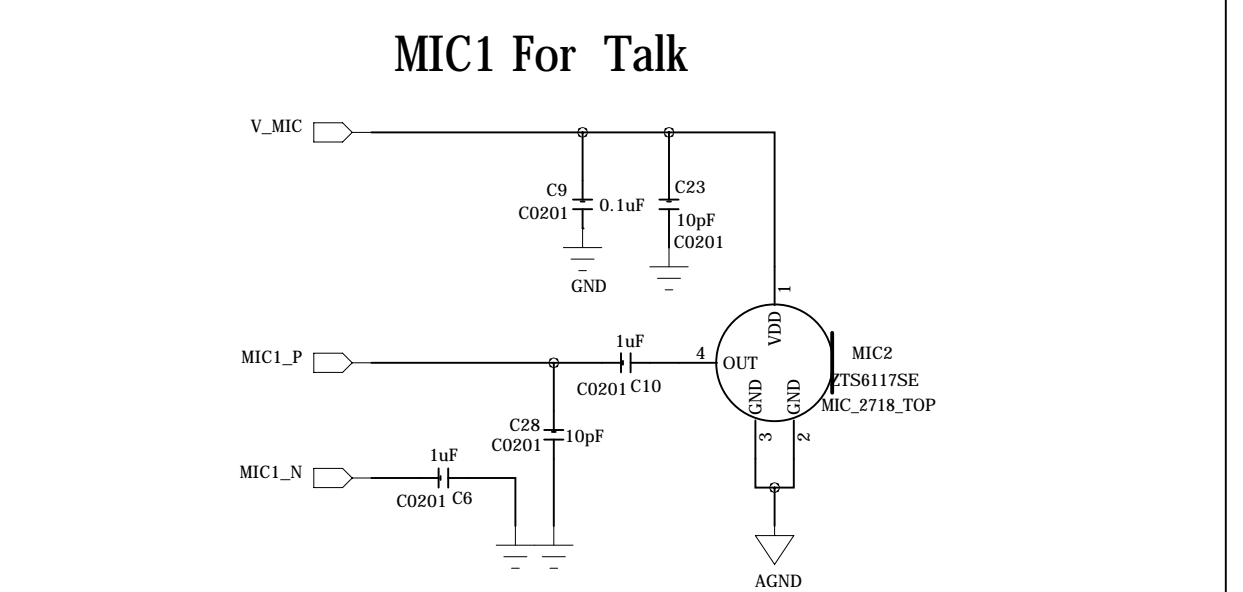 MIC1 For Talk
V_MIC
C9
C0201
0.1uF
C23
10pF
C0201
GND
1
VDD
MIC1_P
1uF
C0201 C10
4
OUT
MIC2
ZTS6117SE
MIC_2718_TOP
GND
GND
3
2
C28
C0201
10pF
MIC1_N
1uF
C0201 C6
AGND